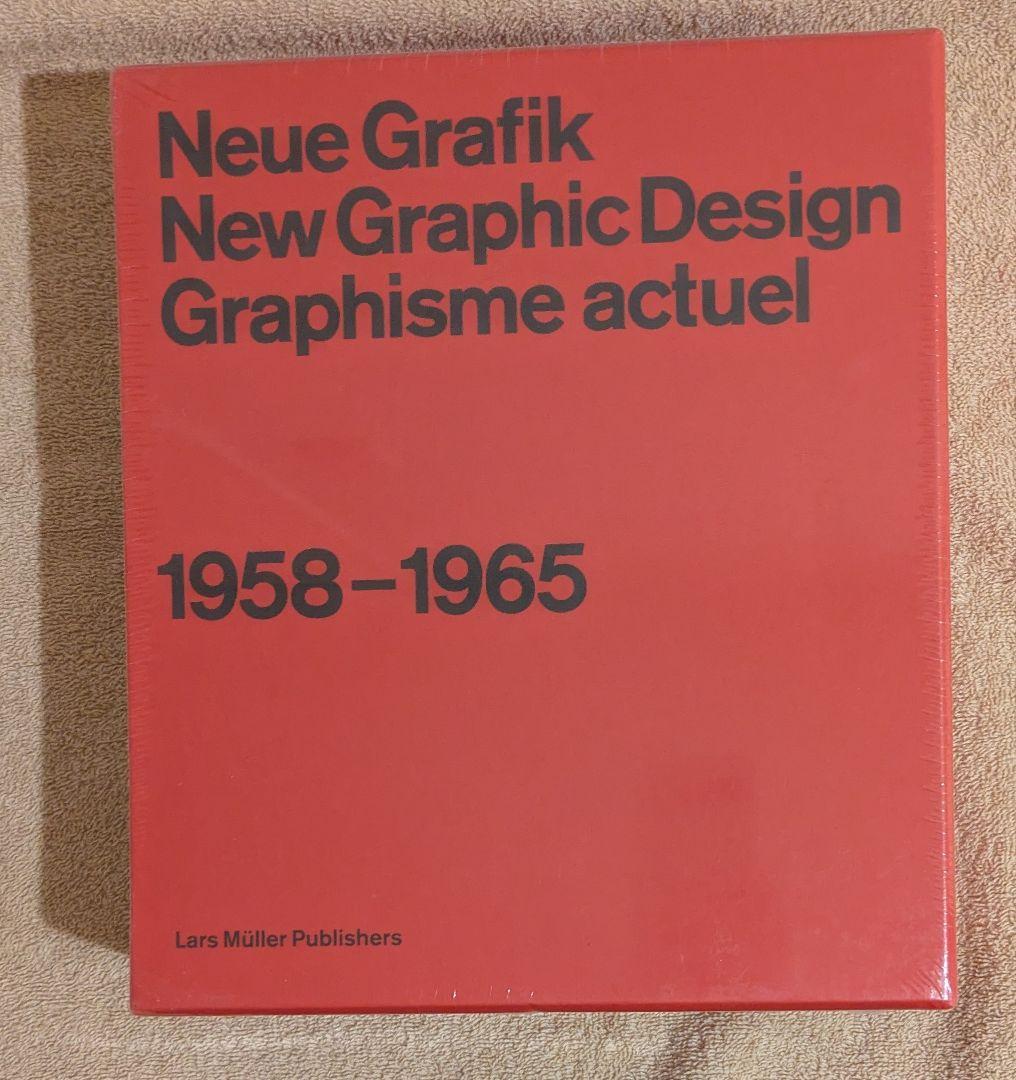 Neue Grafik
New Graphic Design
Graphisme actuel
1958–1965
Lars Müller Publishers